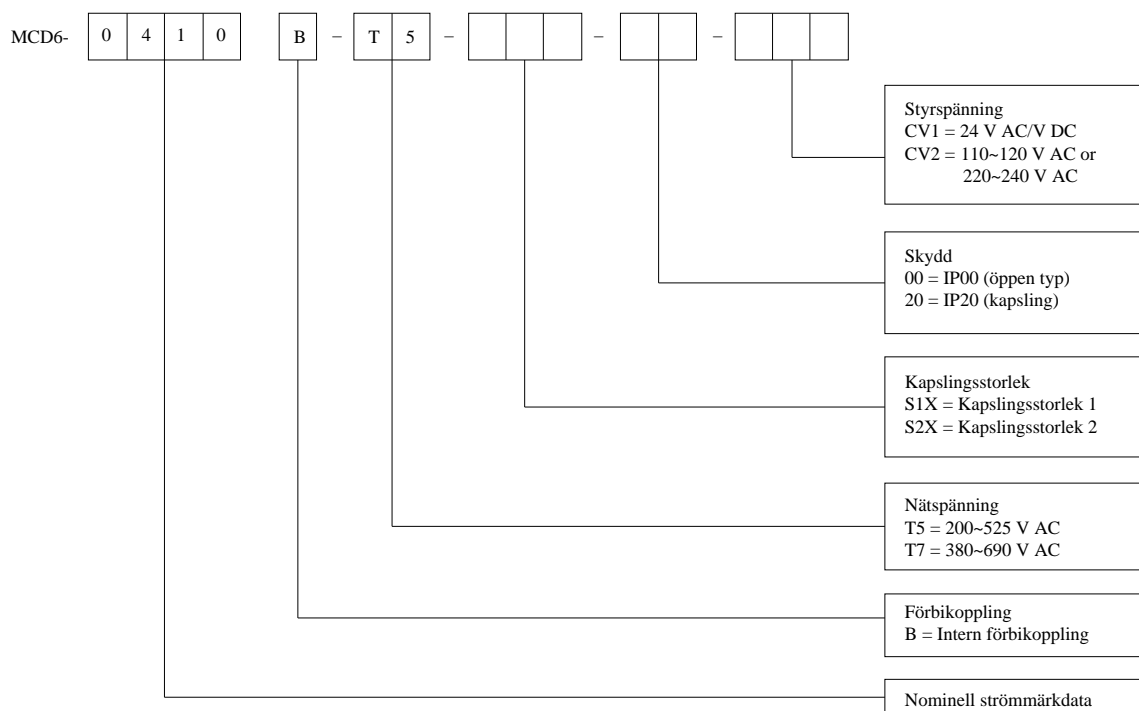 MCD6- 0 4 1 0 B – T 5 – – –
Styrspänning
CV1 = 24 V AC/V DC
CV2 = 110~120 V AC or
220~240 V AC
Skydd
00 = IP00 (öppen typ)
20 = IP20 (kapsling)
Kapslingsstorlek
S1X = Kapslingsstorlek 1
S2X = Kapslingsstorlek 2
Nätspänning
T5 = 200~525 V AC
T7 = 380~690 V AC
Förbikoppling
B = Intern förbikoppling
Nominell strömmärkdata